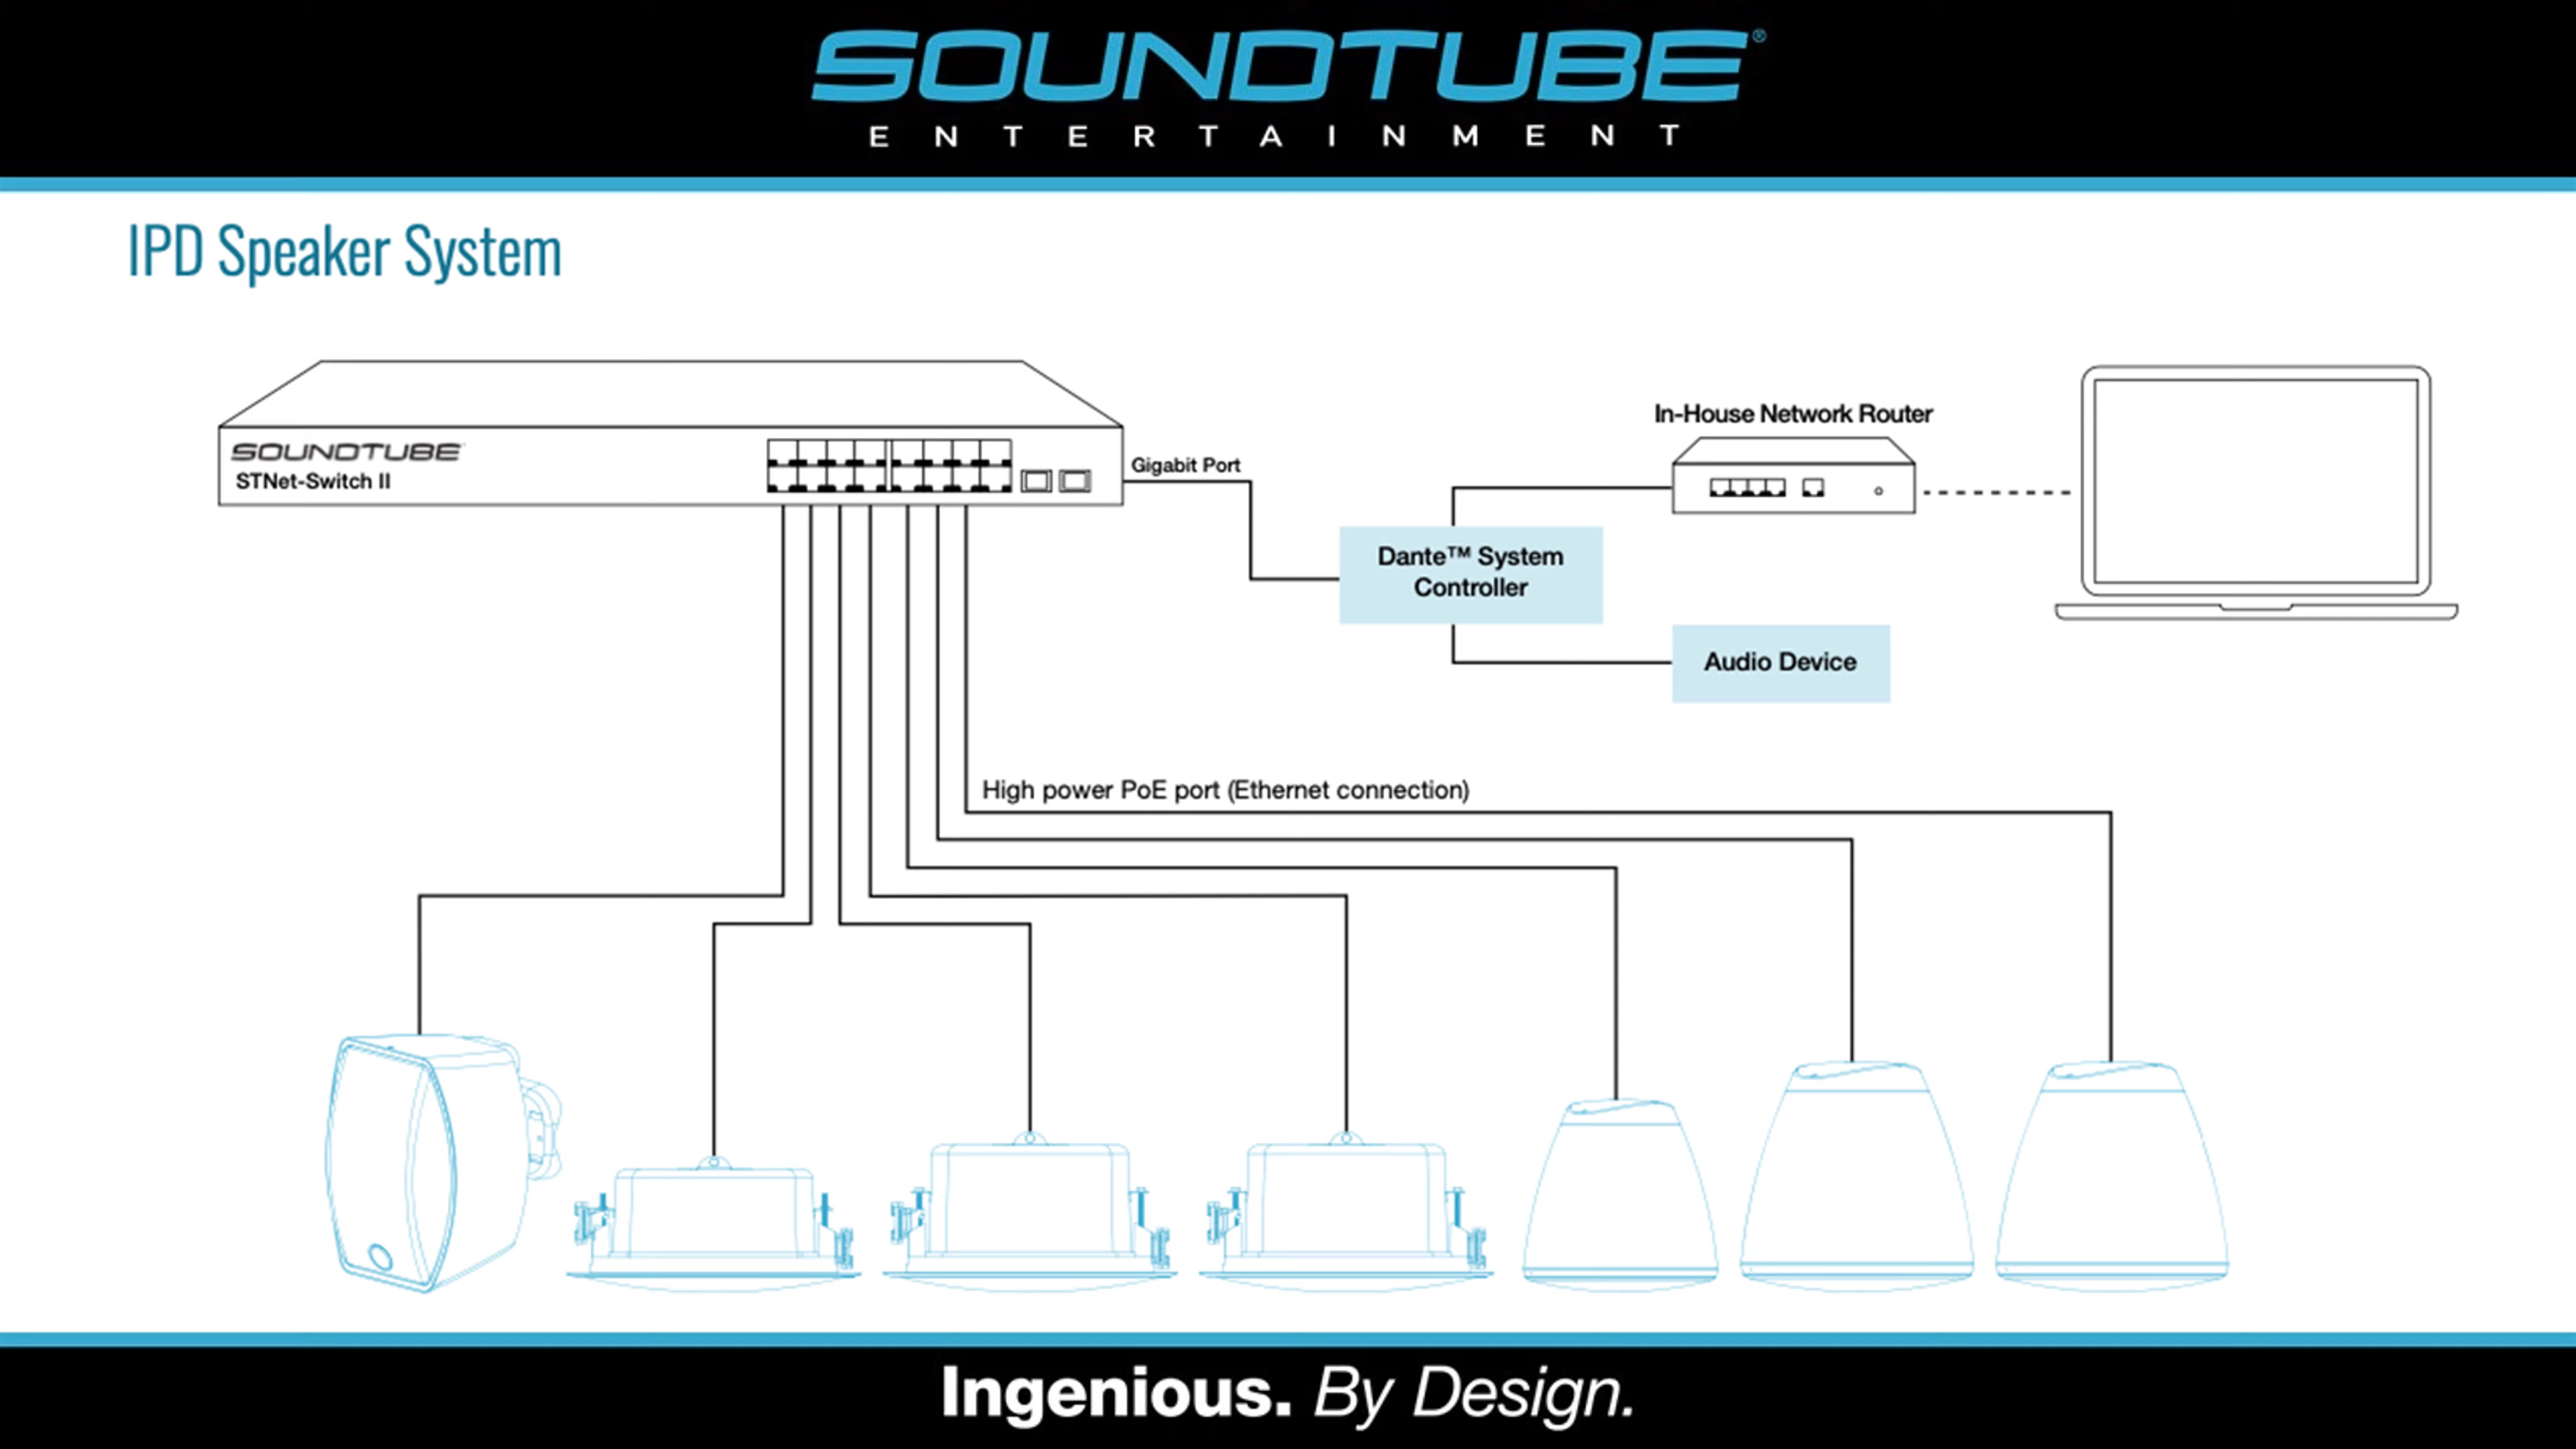 SOUNDTUBE®
ENTERTAINMENT
IPD Speaker System
SOUNDTUBE
STNet-Switch II
Gigabit Port
In-House Network Router
Dante™ System
Controller
Audio Device
High power PoE port (Ethernet connection)
Ingenious. By Design.